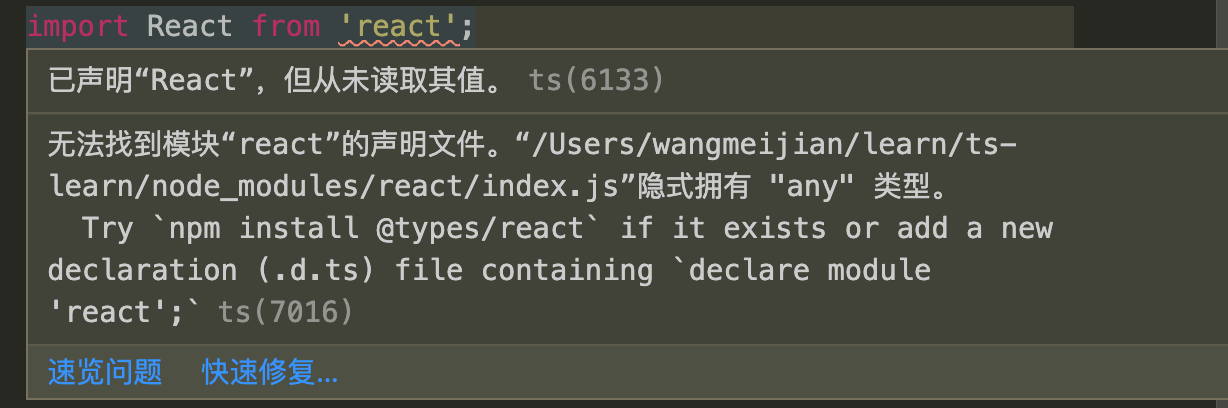 import React from 'react';
已声明“React”，但从未读取其值。 ts(6133)
无法找到模块“react”的声明文件。“/Users/wangmeijian/learn/ts-
learn/node_modules/react/index.js”隐式拥有 "any" 类型。
Try `npm install @types/react` if it exists or add a new
declaration (.d.ts) file containing `declare module
'react';` ts(7016)
速览问题 快速修复...